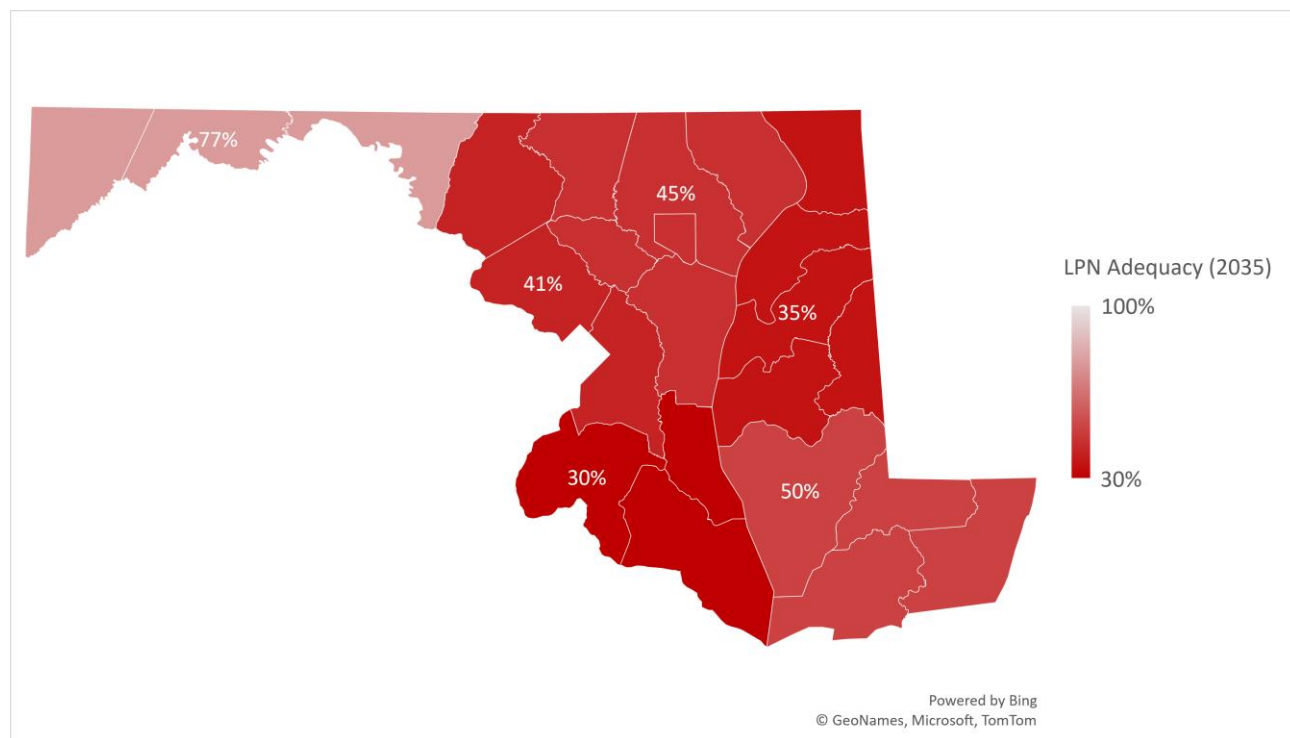 77%
45%
41%
35%
30%
50%
LPN Adequacy (2035)
100%
30%
Powered by Bing
© GeoNames, Microsoft, TomTom